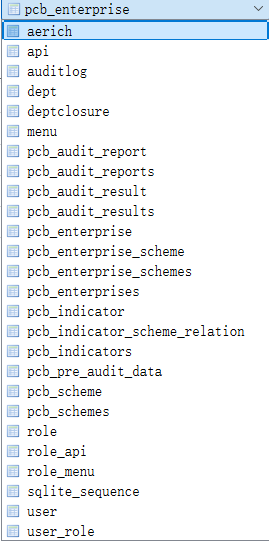 pcb_enterprise
aerich
api
auditlog
dept
deptclosure
menu
pcb_audit_report
pcb_audit_reports
pcb_audit_result
pcb_audit_results
pcb_enterprise
pcb_enterprise_scheme
pcb_enterprise_schemes
pcb_enterprises
pcb_indicator
pcb_indicator_scheme_relation
pcb_indicators
pcb_pre_audit_data
pcb_scheme
pcb_schemes
role
role_api
role_menu
sqlite_sequence
user
user_role